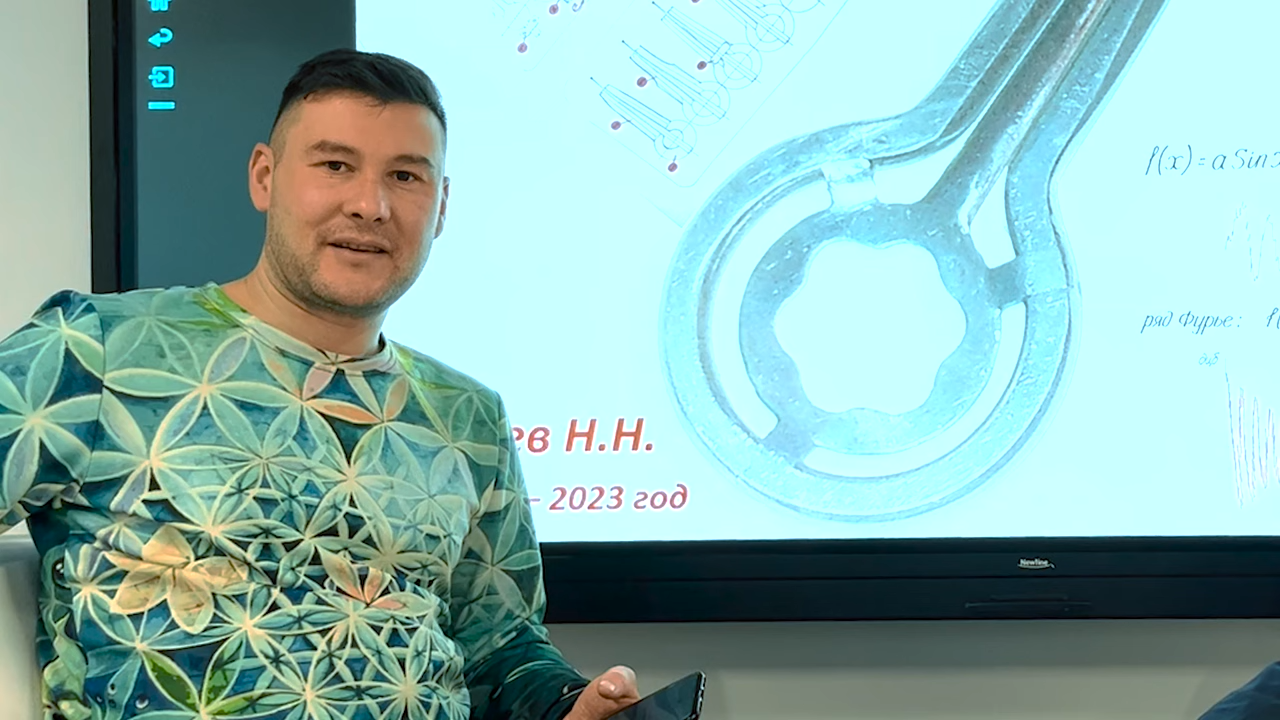 f(x) = a Sin
ряд Фурье:
ев Н.Н.
– 2023 год
Newline